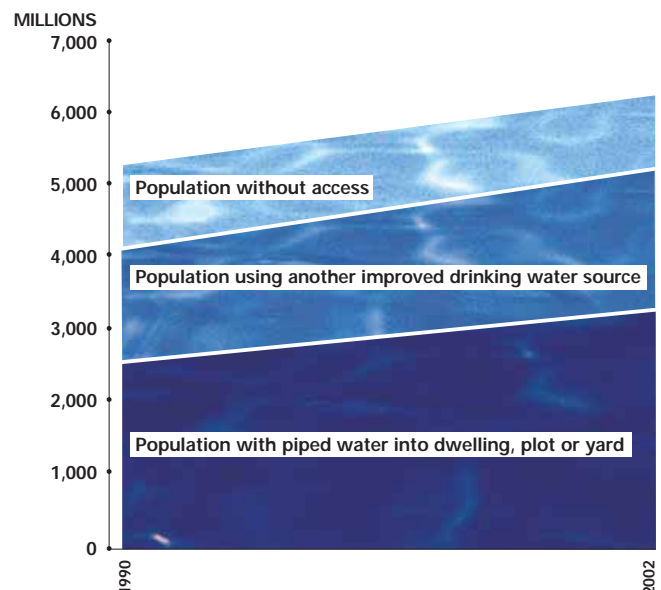 MILLIONS
7,000
6,000
5,000
4,000
3,000
2,000
1,000
0
Population without access
Population using another improved drinking water source
Population with piped water into dwelling, plot or yard
1990
2002